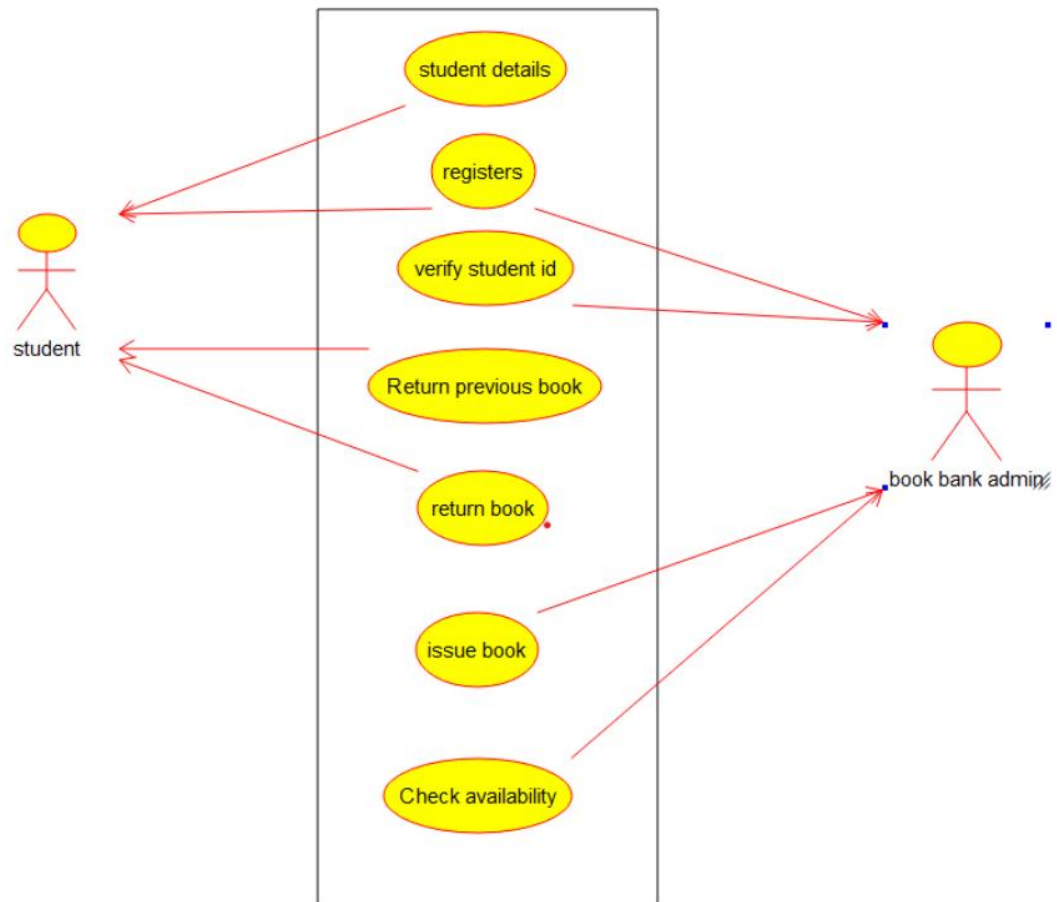 student details
registers
verify student id
student
Return previous book
book bank admin
return book
issue book
Check availability